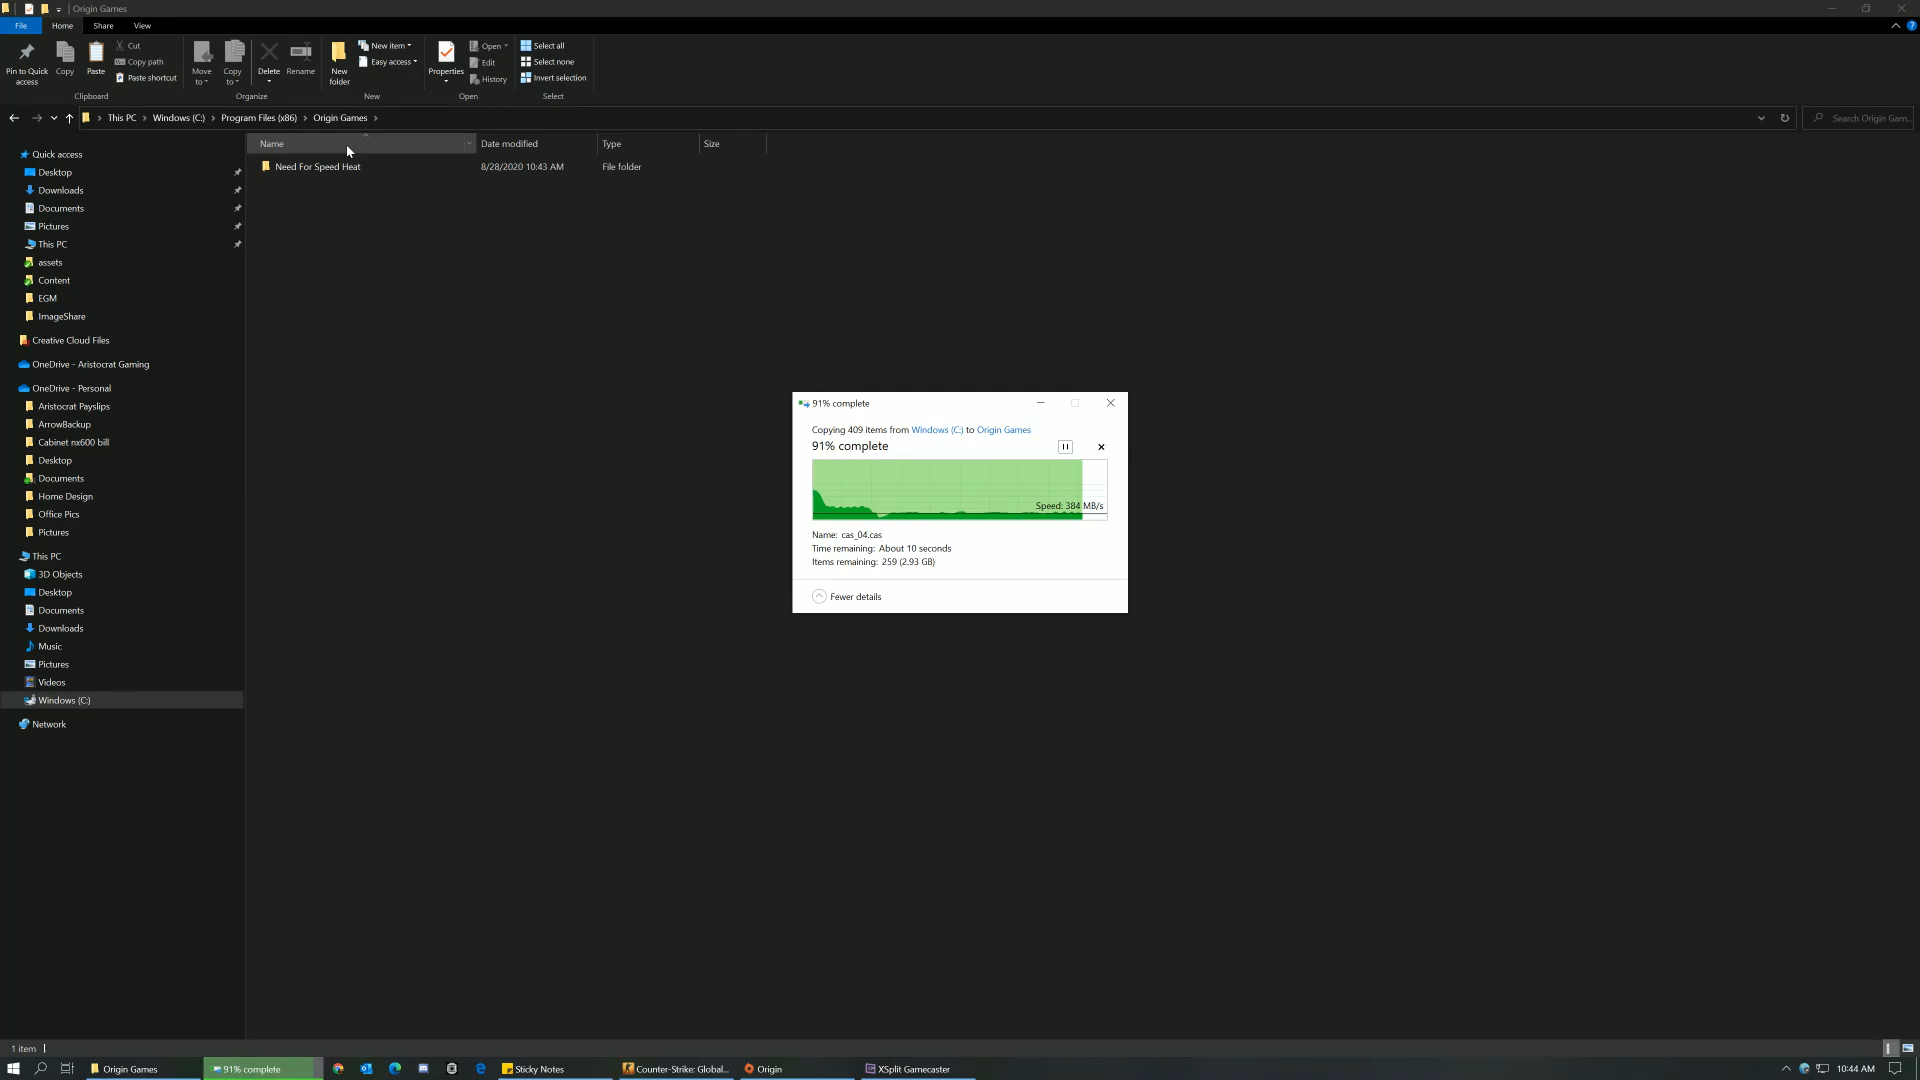 Origin Games
File Home Share View
Pin to Quick access
Copy
Paste
Cut
Copy path
Paste shortcut
Move to
Copy to
Delete
Rename
New folder
New item
Easy access
Properties
Open
Edit
History
Select all
Select none
Invert selection
Clipboard Organize New Open Select
This PC Windows (C:) Program Files (x86) Origin Games
Search Origin Gam...
Name Date modified Type Size
Need For Speed Heat 8/28/2020 10:43 AM File folder
Quick access
Desktop
Downloads
Documents
Pictures
This PC
assets
Content
EGM
ImageShare
Creative Cloud Files
OneDrive - Aristocrat Gaming
OneDrive - Personal
Aristocrat Payslips
ArrowBackup
Cabinet nx600 bill
Desktop
Documents
Home Design
Office Pics
Pictures
This PC
3D Objects
Desktop
Documents
Downloads
Music
Pictures
Videos
Windows (C:)
Network
91% complete
Copying 409 items from Windows (C:) to Origin Games
91% complete
Speed: 384 MB/s
Name: cas_04.cas
Time remaining: About 10 seconds
Items remaining: 259 (2.93 GB)
Fewer details
1 item
Origin Games 91% complete Sticky Notes Counter-Strike: Global... Origin XSplit Gamecaster 10:44 AM